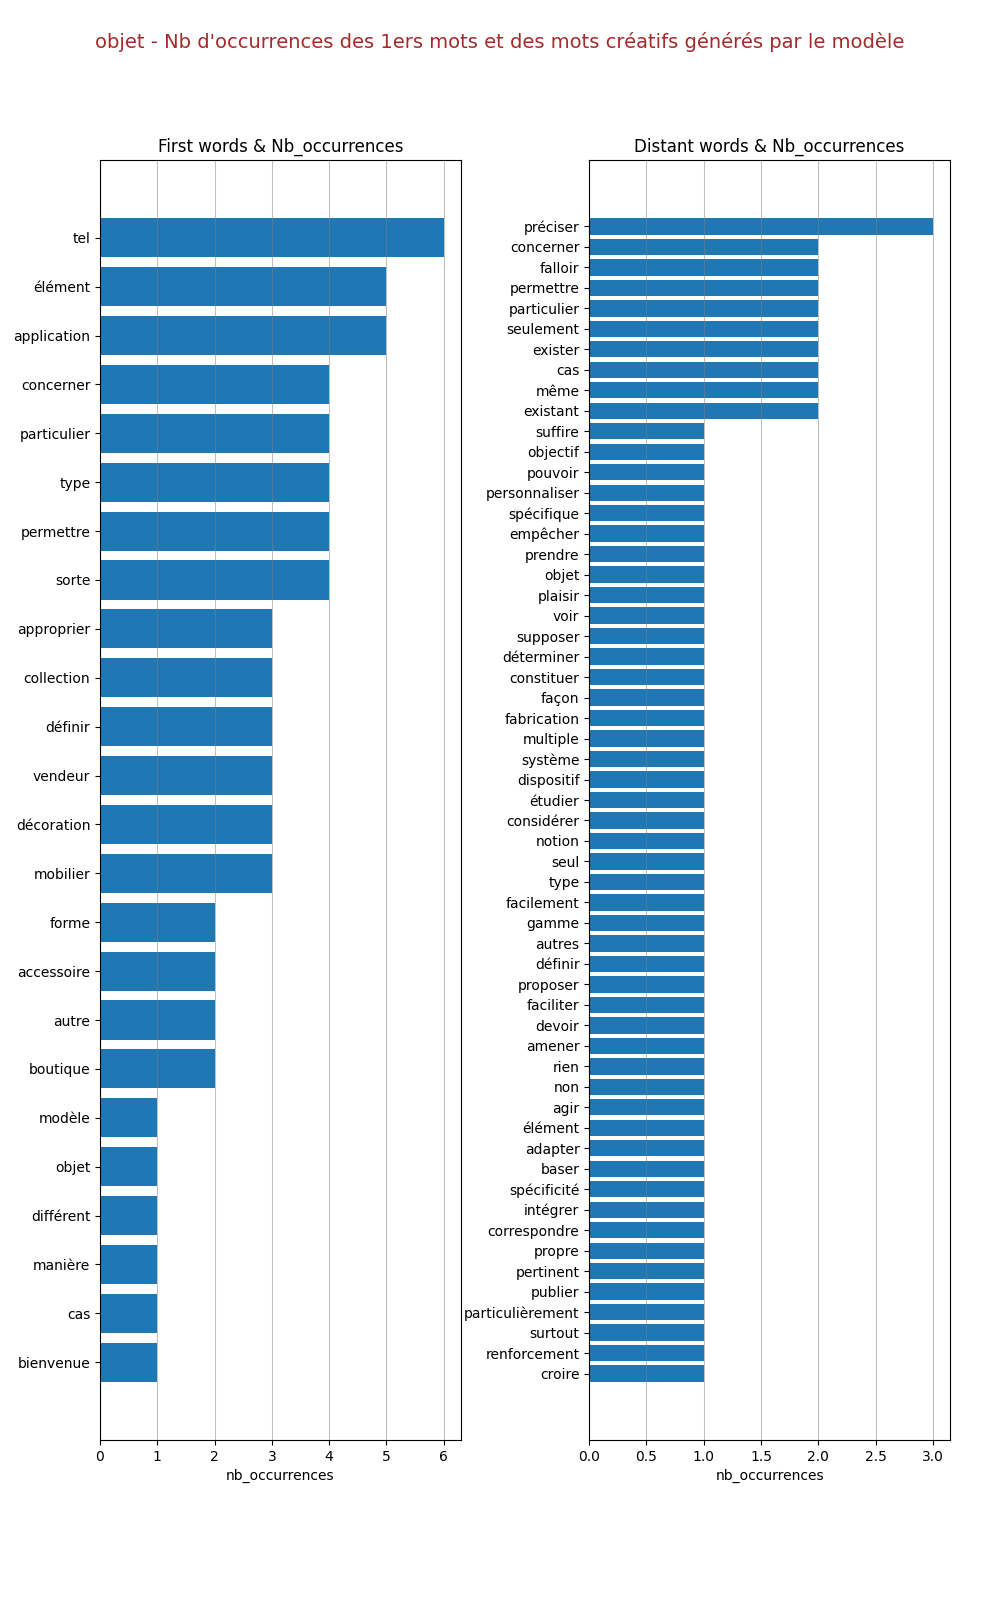 objet - Nb d'occurrences des 1ers mots et des mots créatifs générés par le modèle
First words & Nb_occurrences
tel
élément
application
concerner
particulier
type
permettre
sorte
approprier
collection
définir
vendeur
décoration
mobilier
forme
accessoire
autre
boutique
modèle
objet
différent
manière
cas
bienvenue
0 1 2 3 4 5 6
nb_occurrences
Distant words & Nb_occurrences
préciser
concerner
falloir
permettre
particulier
seulement
exister
cas
même
existant
suffire
objectif
pouvoir
personnaliser
spécifique
empêcher
prendre
objet
plaisir
voir
supposer
déterminer
constituer
façon
fabrication
multiple
système
dispositif
étudier
considérer
notion
seul
type
facilement
gamme
autres
définir
proposer
faciliter
devoir
amener
rien
non
agir
élément
adapter
baser
spécificité
intégrer
correspondre
propre
pertinent
publier
particulièrement
surtout
renforcement
croire
0.0 0.5 1.0 1.5 2.0 2.5 3.0
nb_occurrences